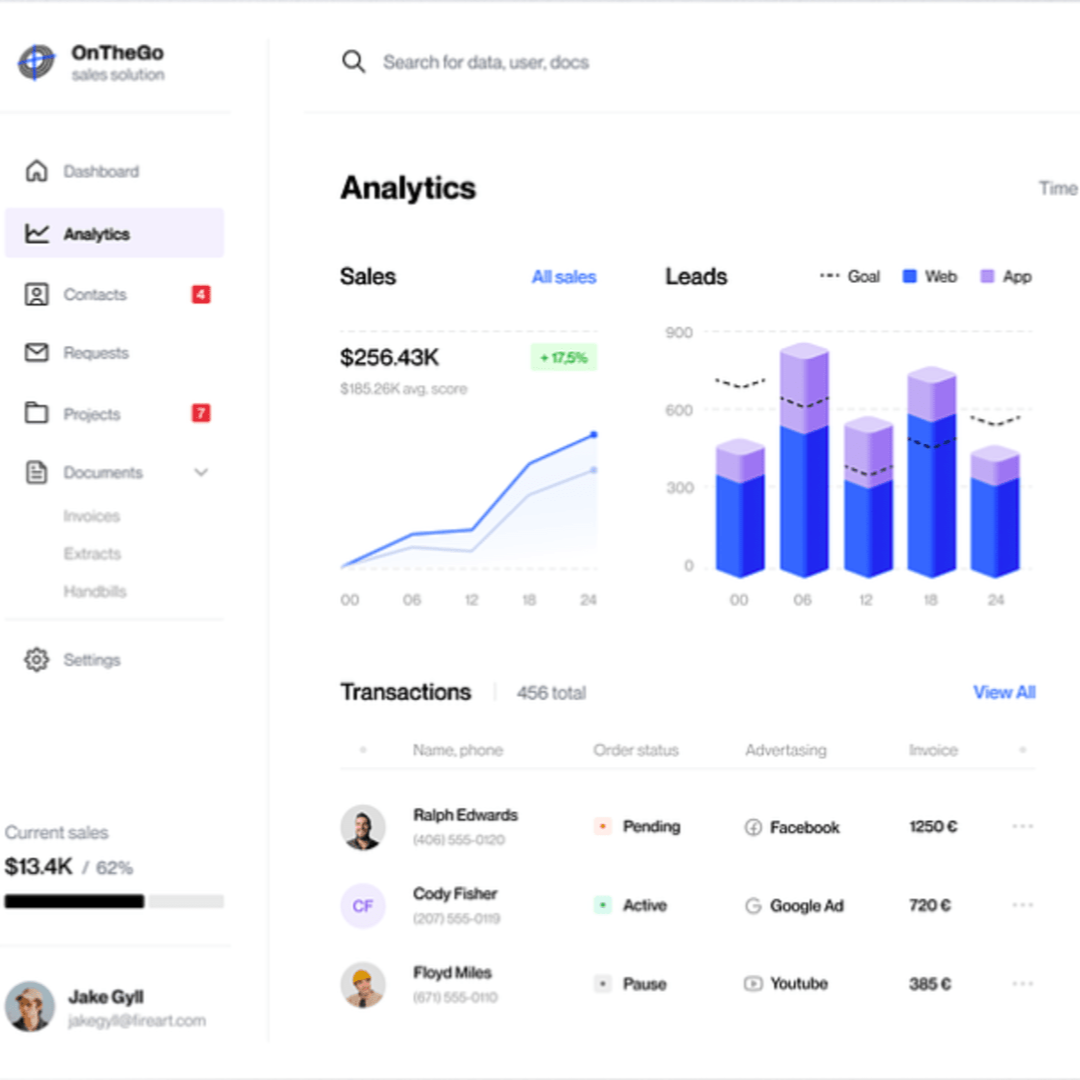 OnTheGo
sales solution
Search for data, user, docs
Dashboard
Analytics
Contacts 4
Requests
Projects 7
Documents
Invoices
Extracts
Handbills
Settings
Current sales
$13.4K / 62%
Jake Gyll
jakegyll@fireart.com
Analytics
Time
Sales All sales
$256.43K + 17,5%
$185.26K avg. score
00 06 12 18 24
Leads Goal Web App
900
600
300
0
00 06 12 18 24
Transactions 456 total View All
Name, phone Order status Advertasing Invoice
Ralph Edwards
(406) 555-0120
Pending Facebook 1250 €
CF Cody Fisher
(207) 555-0119
Active Google Ad 720 €
Floyd Miles
(671) 555-0110
Pause Youtube 385 €